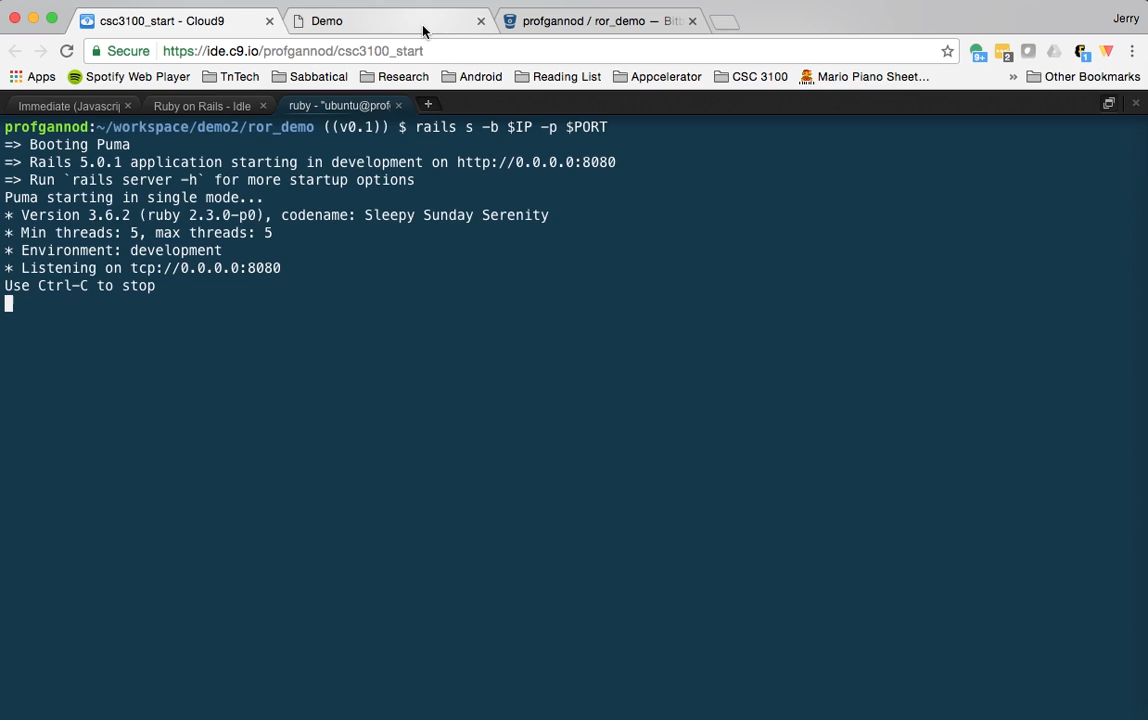 csc3100_start - Cloud9
Demo
profgannod / ror_demo — Bitb
Jerry
Secure
https://ide.c9.io/profgannod/csc3100_start
9+
2
1
Apps
Spotify Web Player
TnTech
Sabbatical
Research
Android
Reading List
Appcelerator
CSC 3100
Mario Piano Sheet...
»
Other Bookmarks
Immediate (Javascrip
Ruby on Rails - Idle
ruby - "ubuntu@prof
profgannod:~/workspace/demo2/ror_demo ((v0.1)) $ rails s -b $IP -p $PORT
=> Booting Puma
=> Rails 5.0.1 application starting in development on http://0.0.0.0:8080
=> Run `rails server -h` for more startup options
Puma starting in single mode...
* Version 3.6.2 (ruby 2.3.0-p0), codename: Sleepy Sunday Serenity
* Min threads: 5, max threads: 5
* Environment: development
* Listening on tcp://0.0.0.0:8080
Use Ctrl-C to stop